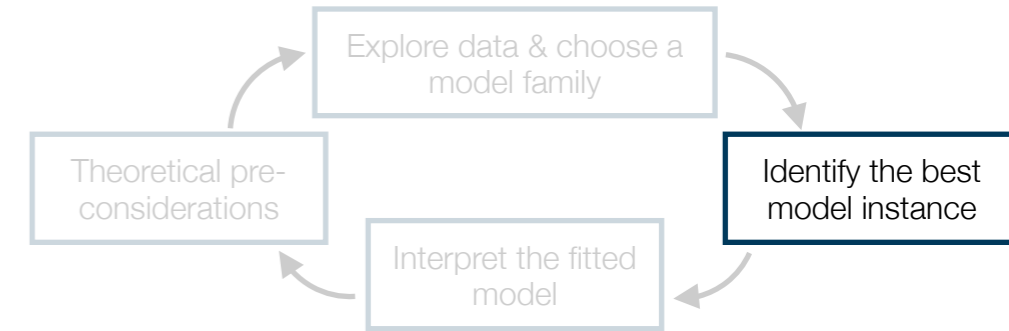 Explore data & choose a
model family
Theoretical pre-
considerations
Identify the best
model instance
Interpret the fitted
model